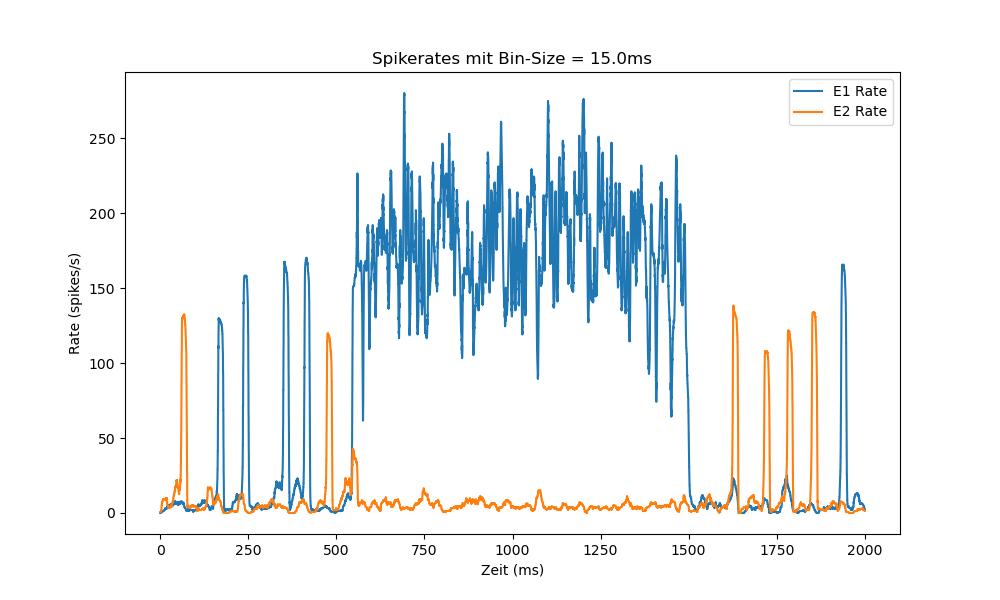 Spikerates mit Bin-Size = 15.0ms
E1 Rate
E2 Rate
Rate (spikes/s)
250
200
150
100
50
0
0 250 500 750 1000 1250 1500 1750 2000
Zeit (ms)